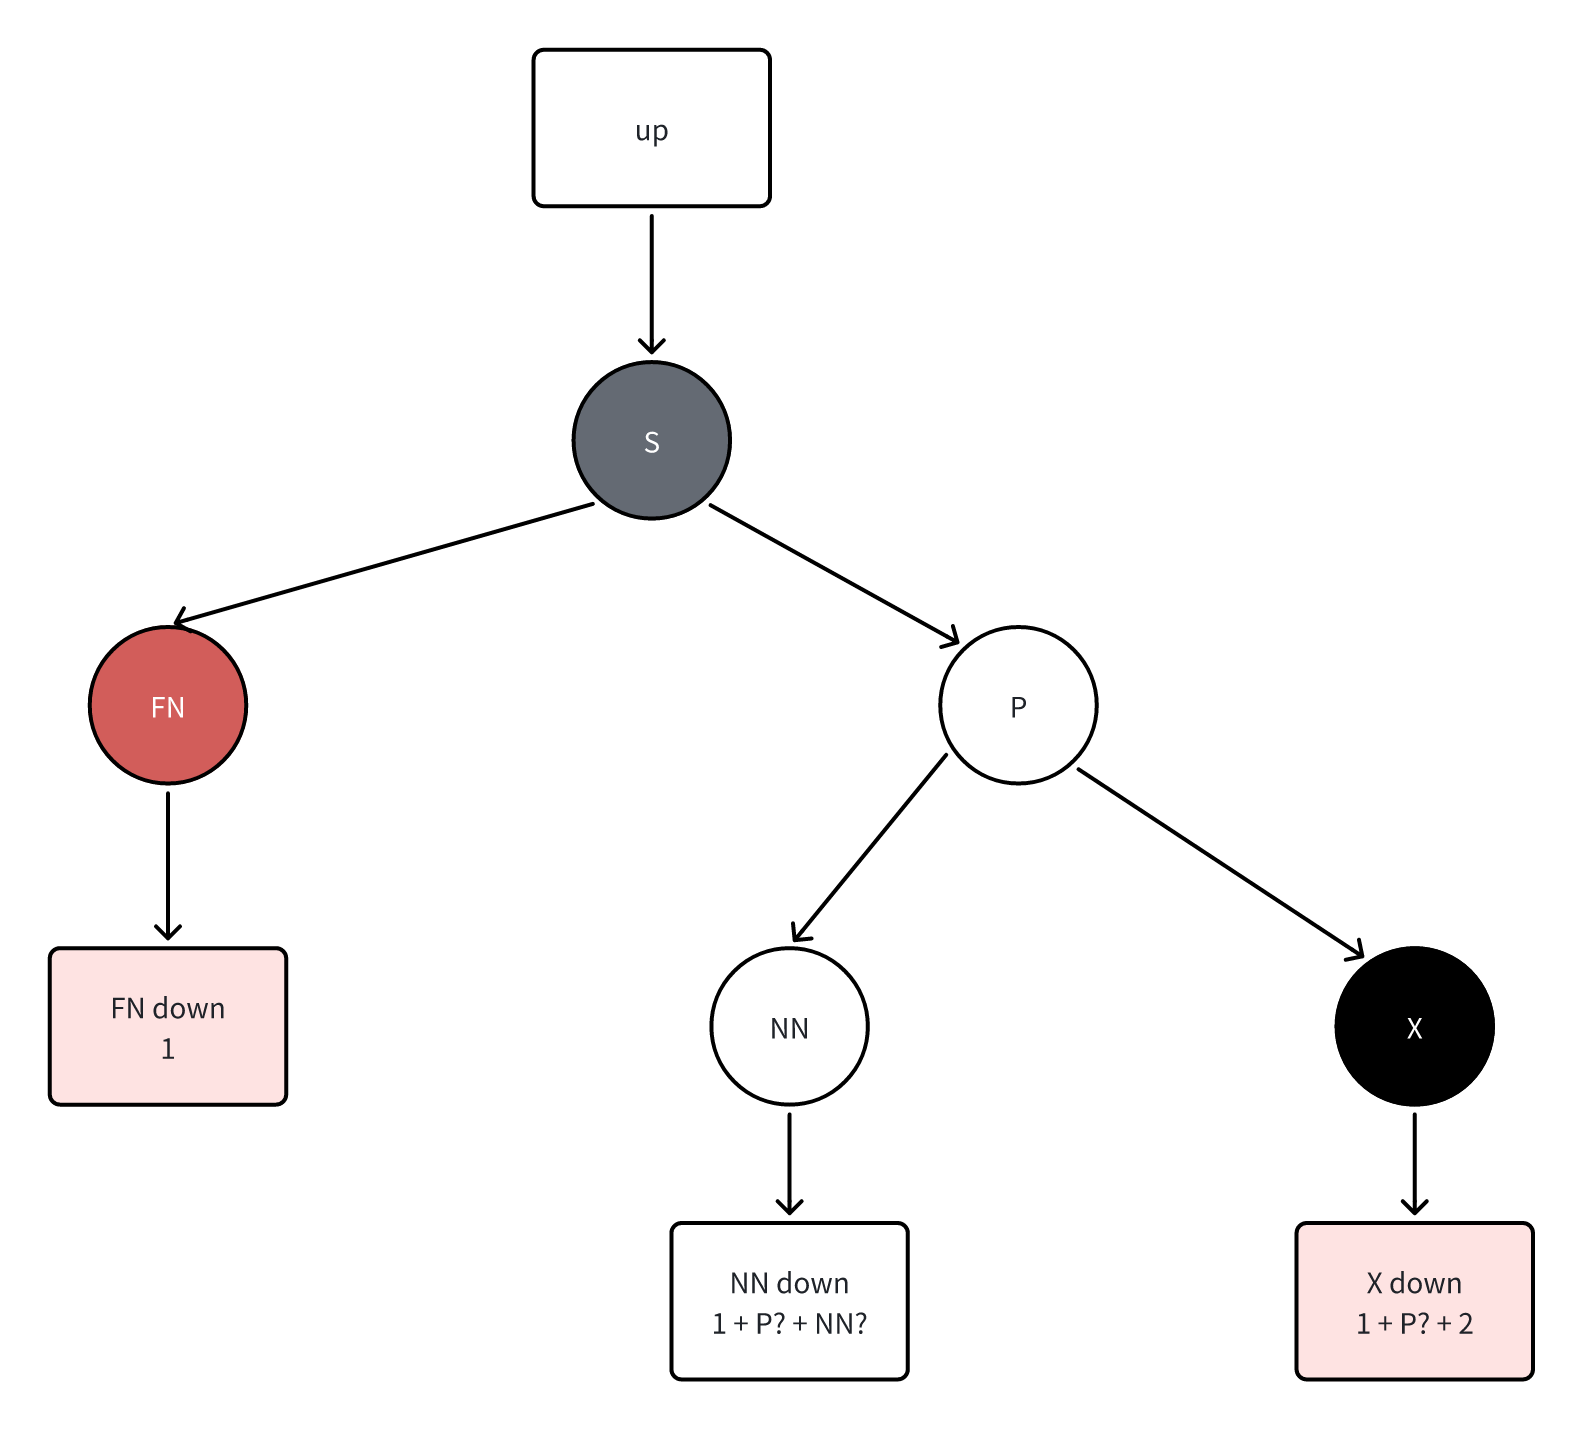 up
S
FN
P
FN down
1
NN
X
NN down
1 + P? + NN?
X down
1 + P? + 2